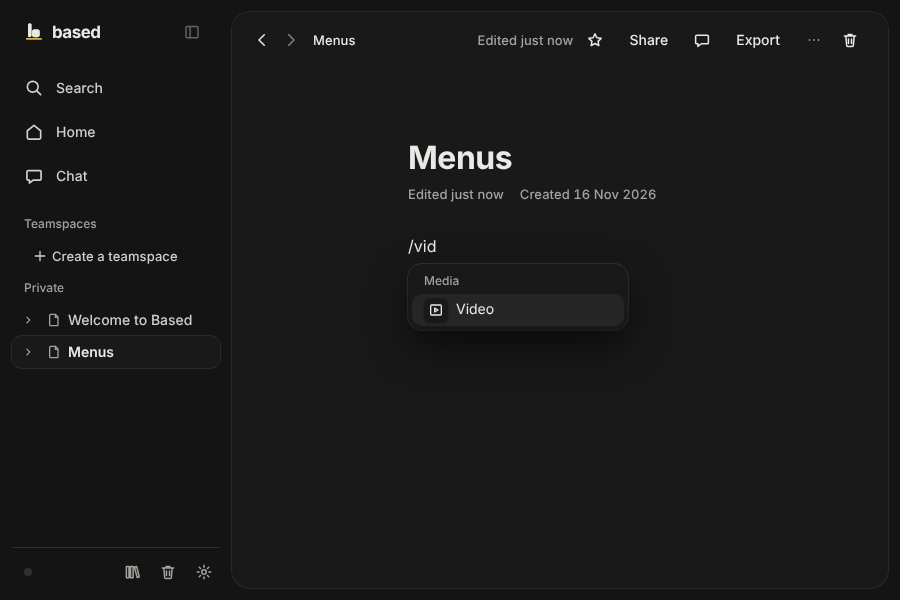 based
Search
Home
Chat
Teamspaces
Create a teamspace
Private
Welcome to Based
Menus
Menus
Edited just now
Share
Export
Menus
Edited just now Created 16 Nov 2026
/vid
Media
Video